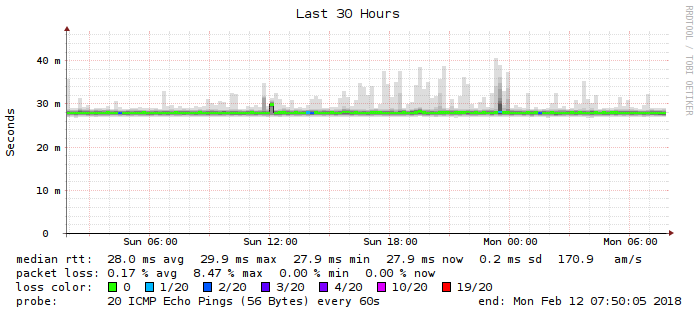 Last 30 Hours
RRDTOOL / TOBI OETIKER
Seconds
40 m
30 m
20 m
10 m
0
Sun 06:00 Sun 12:00 Sun 18:00 Mon 00:00 Mon 06:00
median rtt: 28.0 ms avg 29.9 ms max 27.9 ms min 27.9 ms now 0.2 ms sd 170.9 am/s
packet loss: 0.17 % avg 8.47 % max 0.00 % min 0.00 % now
loss color: 0 1/20 2/20 3/20 4/20 10/20 19/20
probe: 20 ICMP Echo Pings (56 Bytes) every 60s end: Mon Feb 12 07:50:05 2018